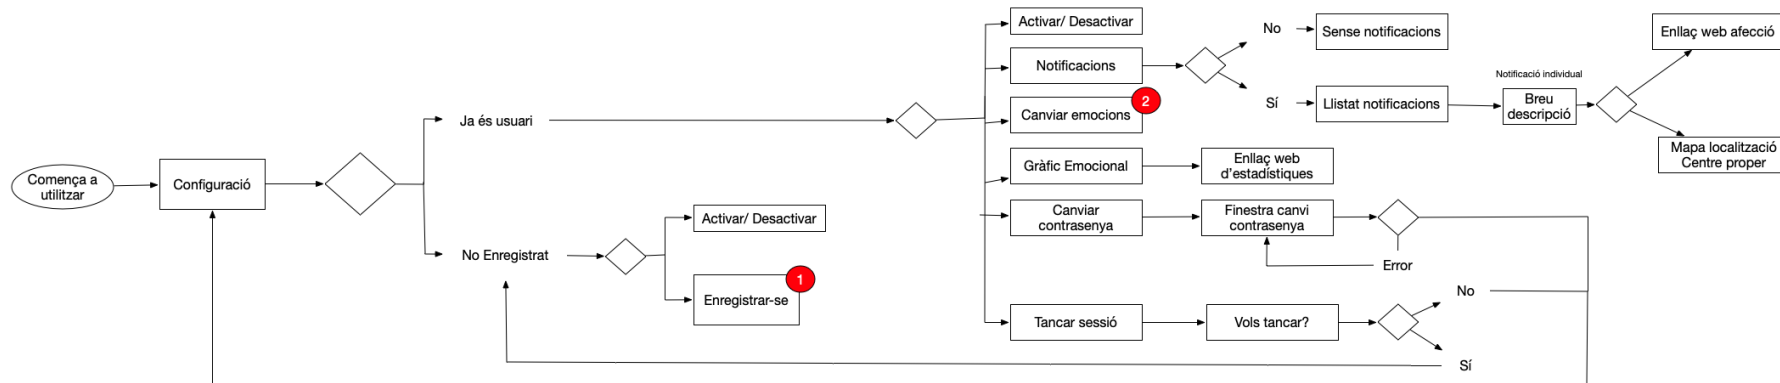 Comença a
utilitzar
Configuració
Ja és usuari
No Enregistrat
Activar/ Desactivar
1
Enregistrar-se
Activar/ Desactivar
Notificacions
No
Sense notificacions
Sí
Llistat notificacions
Notificació individual
Breu
descripció
Enllaç web afecció
Mapa localització
Centre proper
2
Canviar emocions
Gràfic Emocional
Enllaç web
d'estadístiques
Canviar
contrasenya
Finestra canvi
contrasenya
Error
Tancar sessió
Vols tancar?
No
Sí